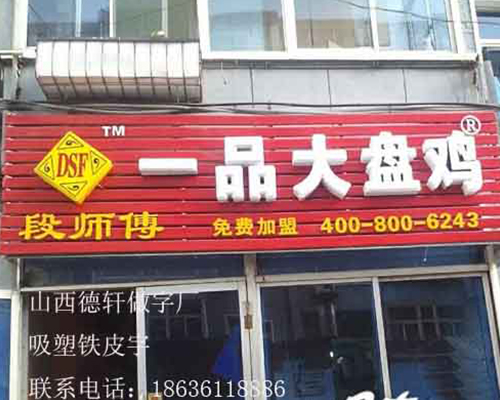 DSF
TM
一品大盘鸡®
段师傅
免费加盟 400-800-6243
山西德轩做字厂
吸塑铁皮字
联系电话：18636118886